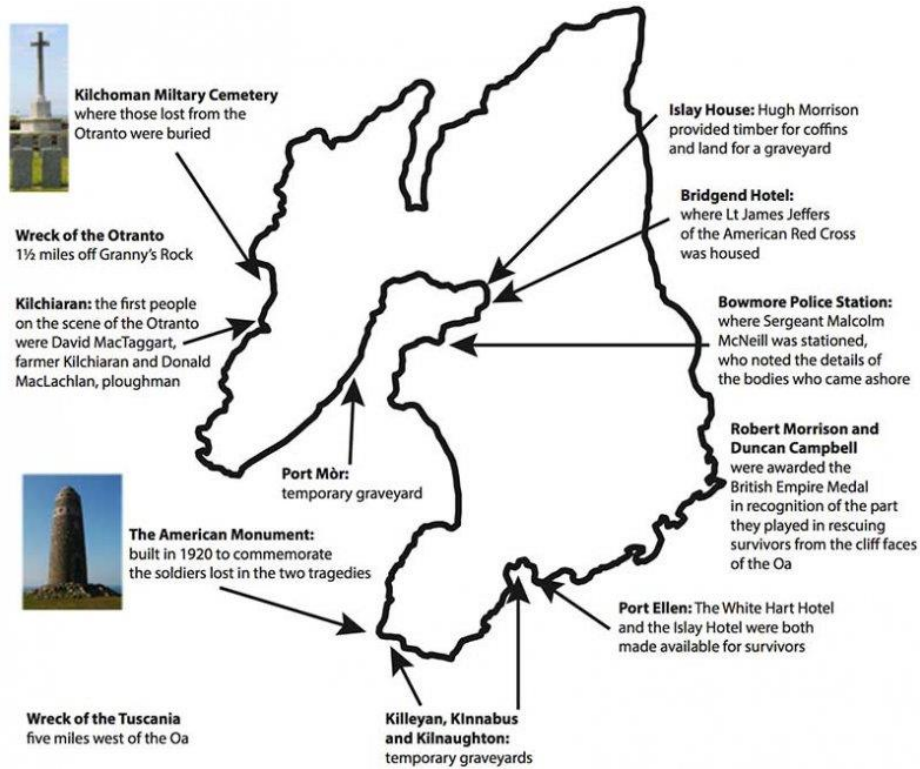 Kilchoman Miltary Cemetery
where those lost from the
Otranto were buried
Wreck of the Otranto
1½ miles off Granny's Rock
Kilchiaran: the first people
on the scene of the Otranto
were David MacTaggart,
farmer Kilchiaran and Donald
MacLachlan, ploughman
Port Mòr:
temporary graveyard
The American Monument:
built in 1920 to commemorate
the soldiers lost in the two tragedies
Wreck of the Tuscania
five miles west of the Oa
Killeyan, KInnabus
and Kilnaughton:
temporary graveyards
Islay House: Hugh Morrison
provided timber for coffins
and land for a graveyard
Bridgend Hotel:
where Lt James Jeffers
of the American Red Cross
was housed
Bowmore Police Station:
where Sergeant Malcolm
McNeill was stationed,
who noted the details of
the bodies who came ashore
Robert Morrison and
Duncan Campbell
were awarded the
British Empire Medal
in recognition of the part
they played in rescuing
survivors from the cliff faces
of the Oa
Port Ellen: The White Hart Hotel
and the Islay Hotel were both
made available for survivors